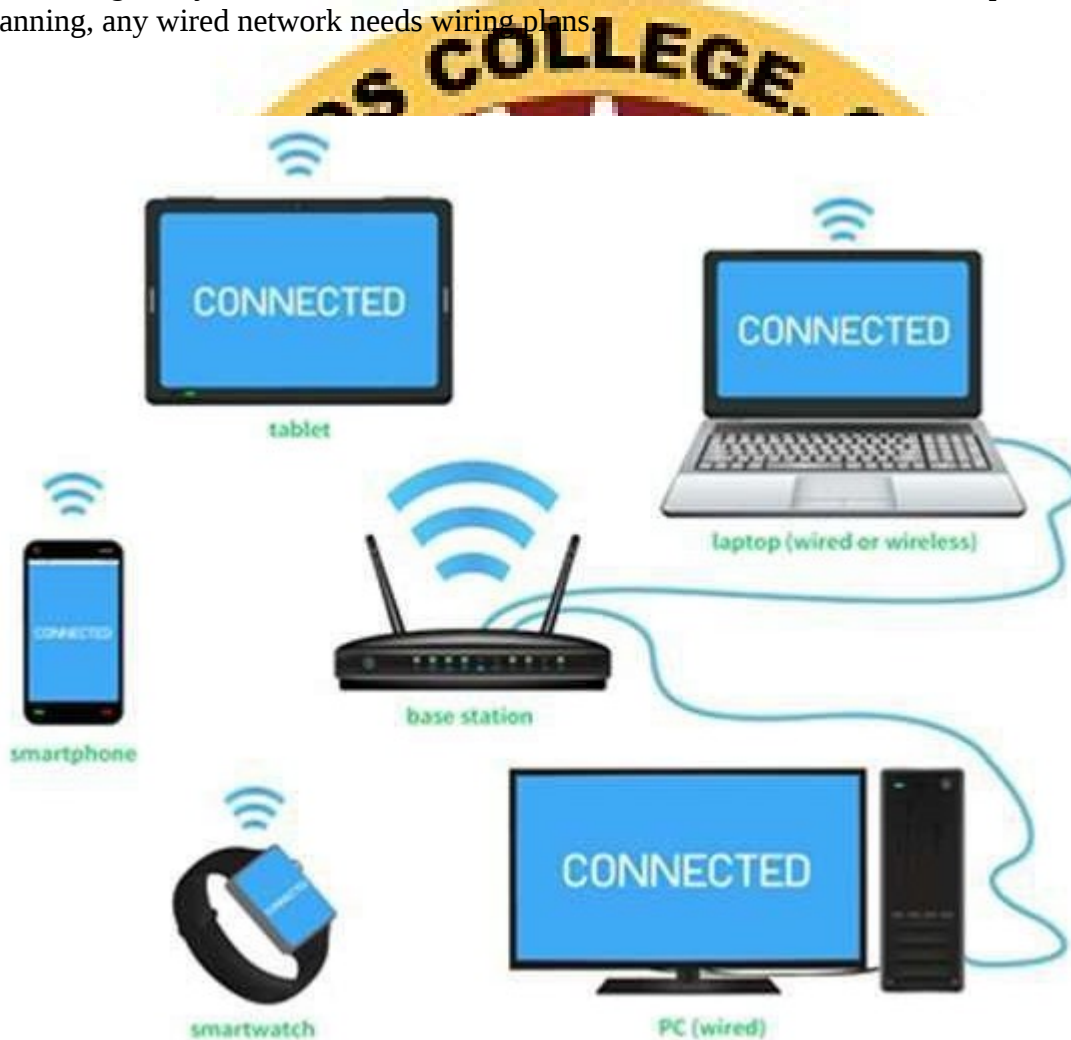 anning, any wired network needs wiring plans.
COLLEGE,
CONNECTED
CONNECTED
tablet
laptop (wired or wireless)
CONNECTED
base station
smartphone
CONNECTED
CONNECTED
smartwatch
PC (wired)